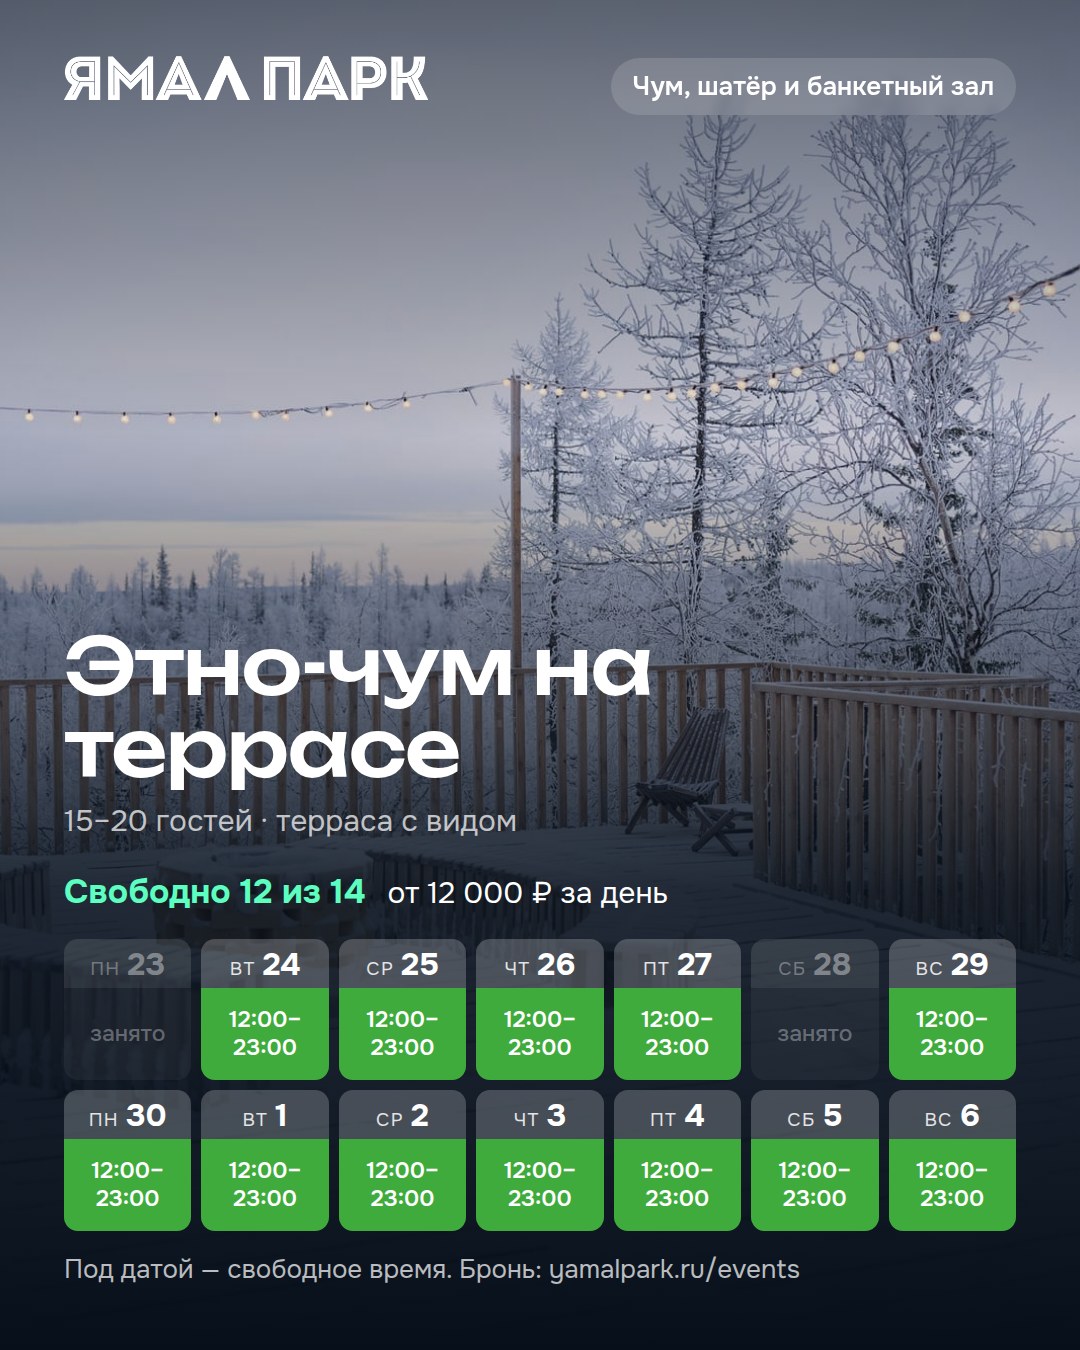 ЯМАЛ ПАРК
Чум, шатёр и банкетный зал
Этно-чум на
террасе
15–20 гостей · терраса с видом
Свободно 12 из 14 от 12 000 ₽ за день
ПН 23 ВТ 24 СР 25 ЧТ 26 ПТ 27 СБ 28 ВС 29
занято 12:00– 12:00– 12:00– 12:00– занято 12:00–
23:00 23:00 23:00 23:00 23:00
ПН 30 ВТ 1 СР 2 ЧТ 3 ПТ 4 СБ 5 ВС 6
12:00– 12:00– 12:00– 12:00– 12:00– 12:00– 12:00–
23:00 23:00 23:00 23:00 23:00 23:00 23:00
Под датой — свободное время. Бронь: yamalpark.ru/events